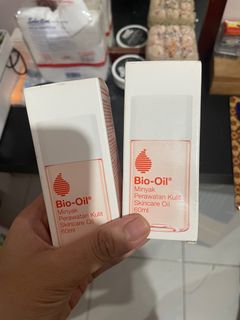 Bio-Oil®
Minyak
Perawatan Kulit
Skincare Oil
60ml
Bio-Oil®
Minyak
Perawatan Kulit
Skincare Oil
60ml